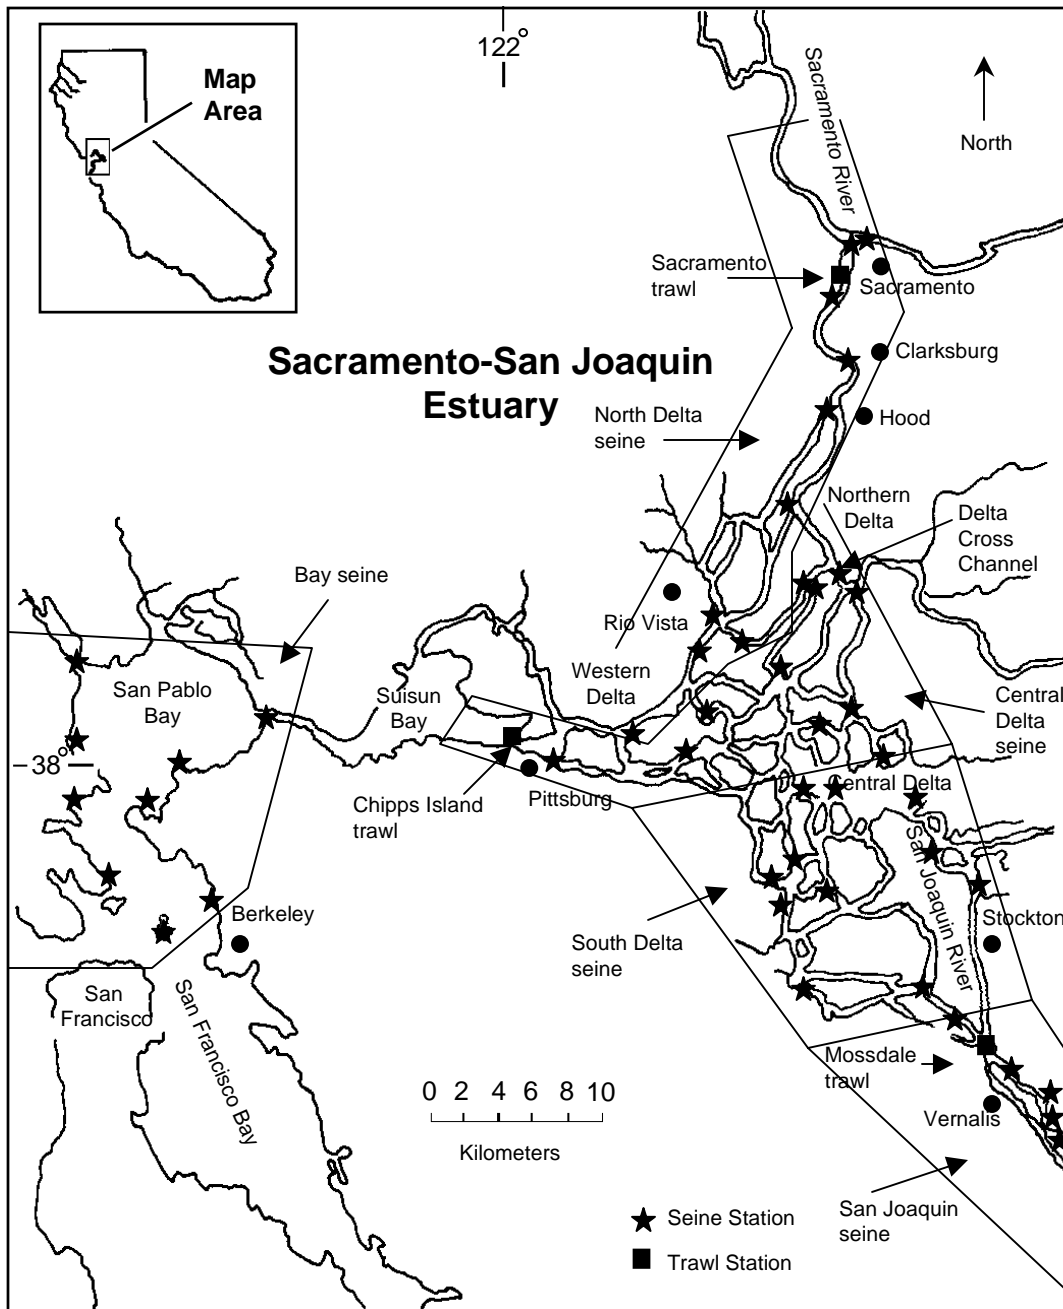 122°
Map
Area
Sacramento River
North
Sacramento
trawl
Sacramento
Clarksburg
Sacramento-San Joaquin
Estuary
North Delta
seine
Hood
Northern
Delta
Delta
Cross
Channel
Bay seine
Rio Vista
Western
Delta
San Pablo
Bay
Suisun
Bay
Central
Delta
seine
38°
Chipps Island
trawl
Pittsburg
Central Delta
San Joaquin River
Berkeley
South Delta
seine
Stockton
San
Francisco
San Francisco Bay
Mossdale
trawl
0 2 4 6 8 10
Kilometers
Vernalis
San Joaquin
seine
Seine Station
Trawl Station